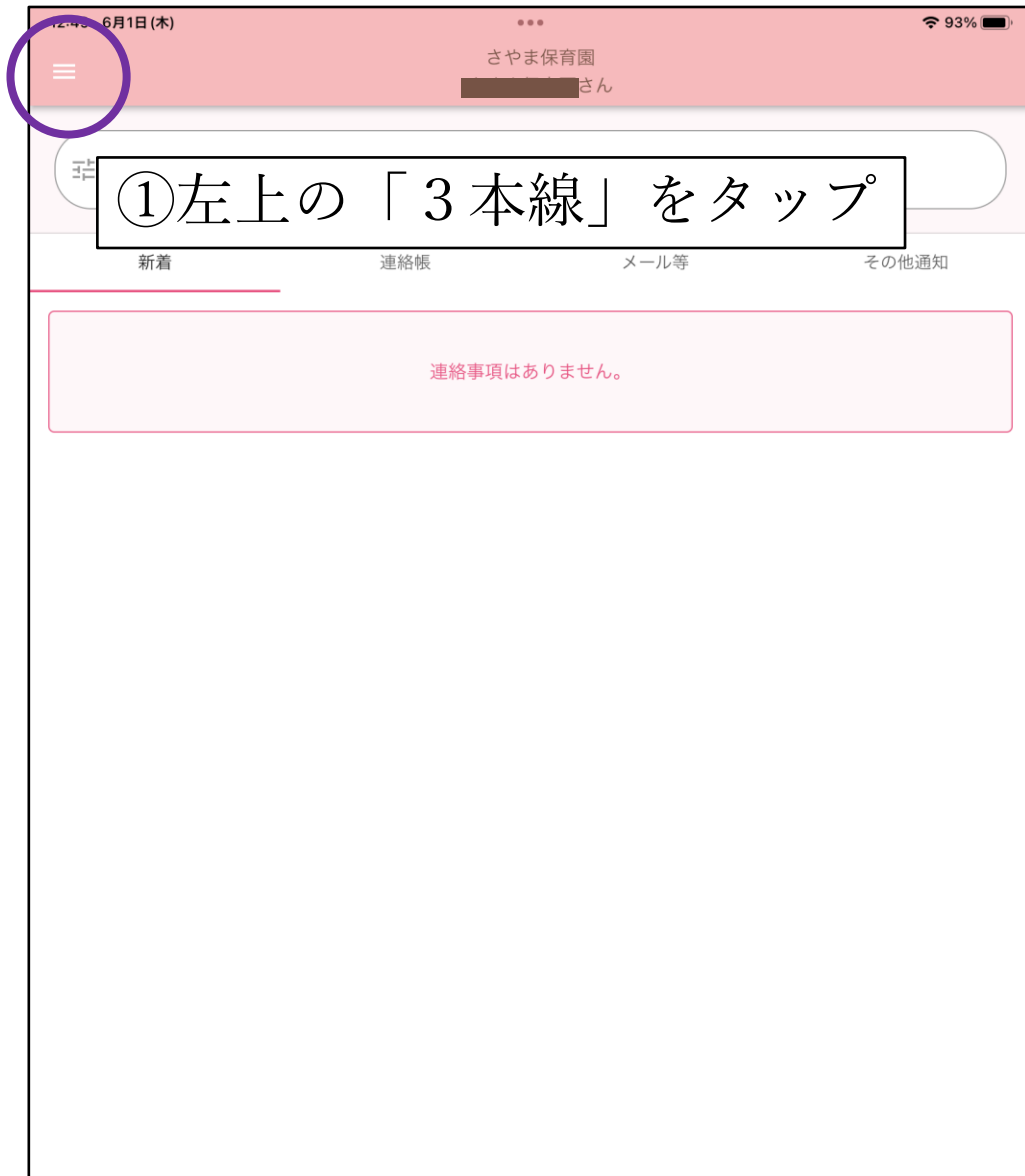 6月1日(木) 93%
さやま保育園
さん
①左上の「３本線」をタップ
新着 連絡帳 メール等 その他通知
連絡事項はありません。